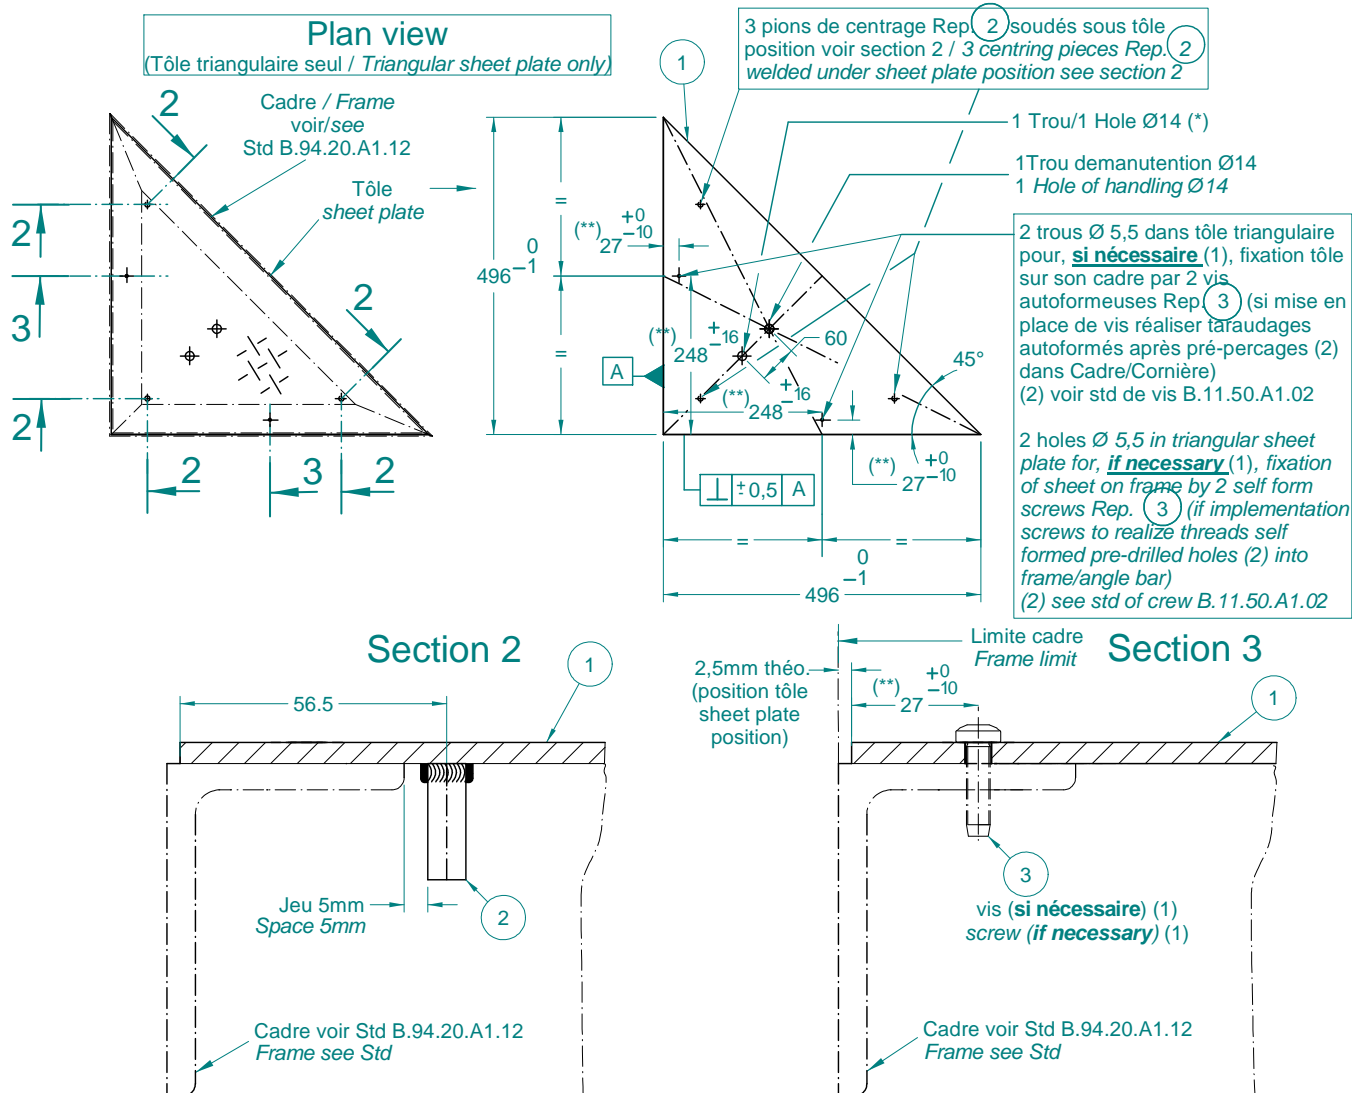 Plan view
(Tôle triangulaire seul / Triangular sheet plate only)
3 pions de centrage Rep. 2 soudés sous tôle
position voir section 2 / 3 centring pieces Rep. 2
welded under sheet plate position see section 2
1
Cadre / Frame
voir/see
Std B.94.20.A1.12
Tôle
sheet plate
2
2
3
2
2
2
3
2
1 Trou/1 Hole Ø14 (*)
1Trou demanutention Ø14
1 Hole of handling Ø14
2 trous Ø 5,5 dans tôle triangulaire
pour, si nécessaire (1), fixation tôle
sur son cadre par 2 vis
autoformeuses Rep. 3 (si mise en
place de vis réaliser taraudages
autoformés après pré-percages (2)
dans Cadre/Cornière)
(2) voir std de vis B.11.50.A1.02
2 holes Ø 5,5 in triangular sheet
plate for, if necessary (1), fixation
of sheet on frame by 2 self form
screws Rep. 3 (if implementation
screws to realize threads self
formed pre-drilled holes (2) into
frame/angle bar)
(2) see std of crew B.11.50.A1.02
=
=
496 0 −1
(**) 27 +0 −10
(**) 248 +−16
60
45°
A
(**) 248 +−16
(**) 27 +0 −10
⊥ ± 0,5 A
=
=
496 0 −1
Section 2
1
56.5
Jeu 5mm
Space 5mm
2
Cadre voir Std B.94.20.A1.12
Frame see Std
Limite cadre
Frame limit
Section 3
2,5mm théo.
(position tôle
sheet plate
position)
(**) 27 +0 −10
1
3
vis (si nécessaire) (1)
screw (if necessary) (1)
Cadre voir Std B.94.20.A1.12
Frame see Std